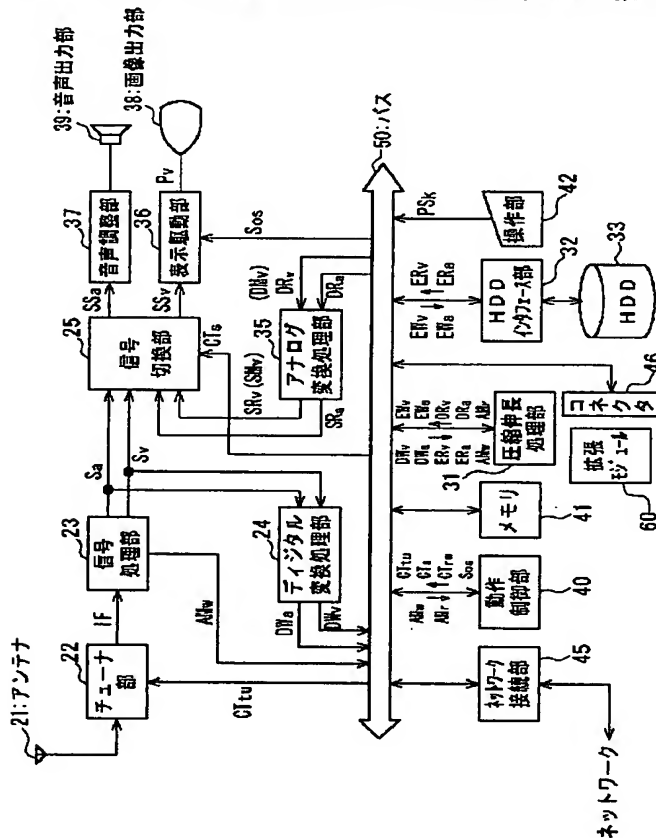 39:音声出力部
38:画像出力部
37
音声調整部
36
表示駆動部
Pv
SSa
SSv
Sos
25
信号
切換部
CTs
Sa
Sv
SRv(SMv)
SRa
35
アナログ
変換処理部
(DMv)
DRv
DRa
23
信号
処理部
IF
AWw
24
ディジタル
変換処理部
DWa
DWv
21:アンテナ
22
チューナ部
CTtu
50:バス
PSk
操作部
42
EWv
EWa
ERv
ERa
HDD
インタフェース部
32
HDD
33
46
コネクタ
拡張
モジュール
60
DWv
DWa
ERv
ERa
EWv
EWa
DRv
DRa
圧縮伸長
処理部
31
メモリ
41
CTtu
CTs
Sos
動作
制御部
40
ネットワーク
接続部
45
ネットワーク